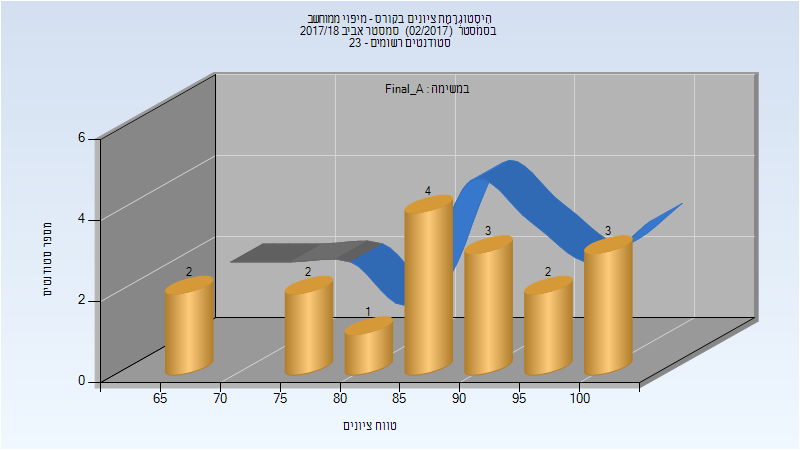 היסטוגרמת ציונים בקורס - מיפוי ממוחשב
בסמסטר (02/2017) סמסטר אביב 2017/18
סטודנטים רשומים - 23
במשימה : Final_A
מספר סטודנטים
6
4
2
0
2
2
1
4
3
2
3
65 70 75 80 85 90 95 100
טווח ציונים